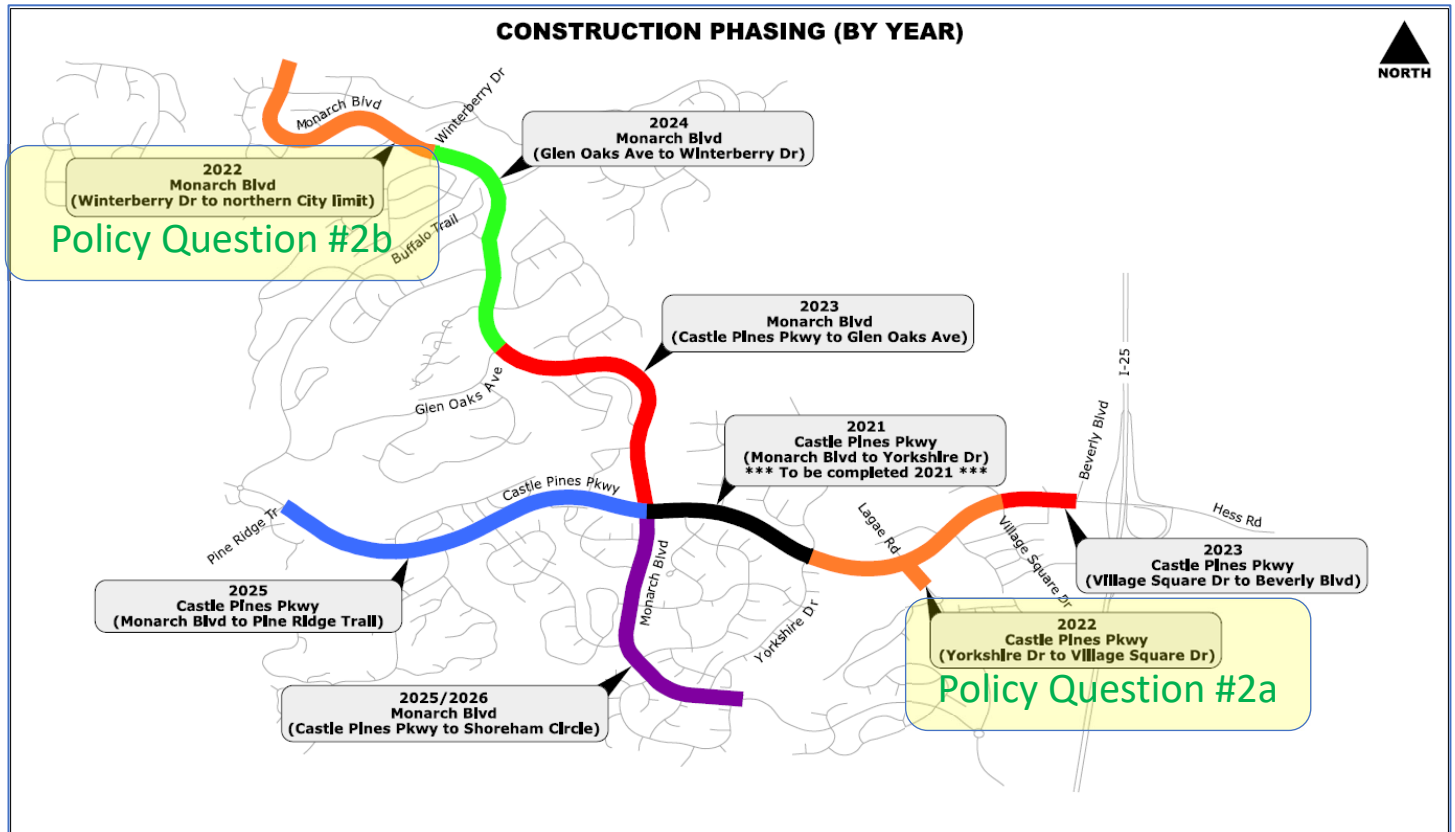 CONSTRUCTION PHASING (BY YEAR)
NORTH
Monarch Blvd
Winterberry Dr
2024
Monarch Blvd
(Glen Oaks Ave to Winterberry Dr)
2022
Monarch Blvd
(Winterberry Dr to northern City limit)
Policy Question #2b
Buffalo Trail
2023
Monarch Blvd
(Castle Pines Pkwy to Glen Oaks Ave)
I-25
Glen Oaks Ave
2021
Castle Pines Pkwy
(Monarch Blvd to Yorkshire Dr)
*** To be completed 2021 ***
Beverly Blvd
Castle Pines Pkwy
Lagae Rd
Hess Rd
Pine Ridge Tr
Village Square Dr
2023
Castle Pines Pkwy
(Village Square Dr to Beverly Blvd)
2025
Castle Pines Pkwy
(Monarch Blvd to Pine Ridge Trail)
Monarch Blvd
Yorkshire Dr
2022
Castle Pines Pkwy
(Yorkshire Dr to Village Square Dr)
Policy Question #2a
2025/2026
Monarch Blvd
(Castle Pines Pkwy to Shoreham Circle)